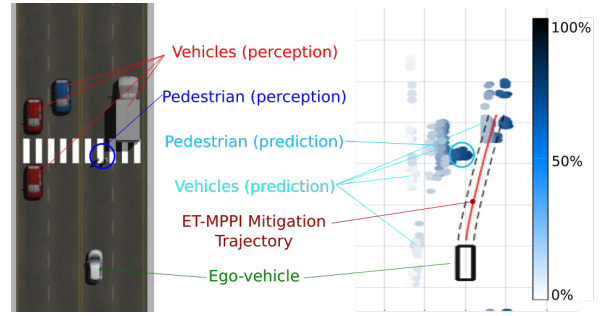 100%
Vehicles (perception)
Pedestrian (perception)
Pedestrian (prediction)
50%
Vehicles (prediction)
ET-MPPI Mitigation
Trajectory
Ego-vehicle
0%